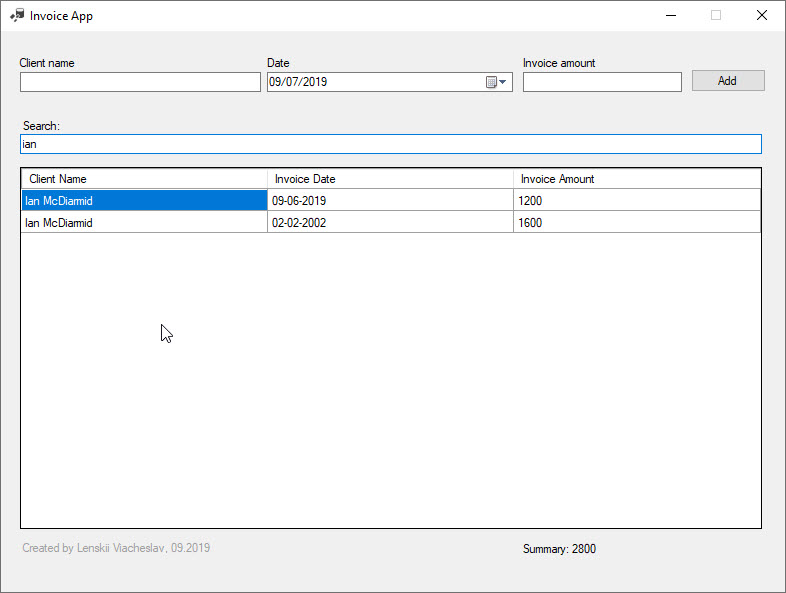 Invoice App
Client name Date Invoice amount
09/07/2019 Add
Search:
ian
Client Name Invoice Date Invoice Amount
Ian McDiarmid 09-06-2019 1200
Ian McDiarmid 02-02-2002 1600
Created by Lenskii Viacheslav, 09.2019 Summary: 2800